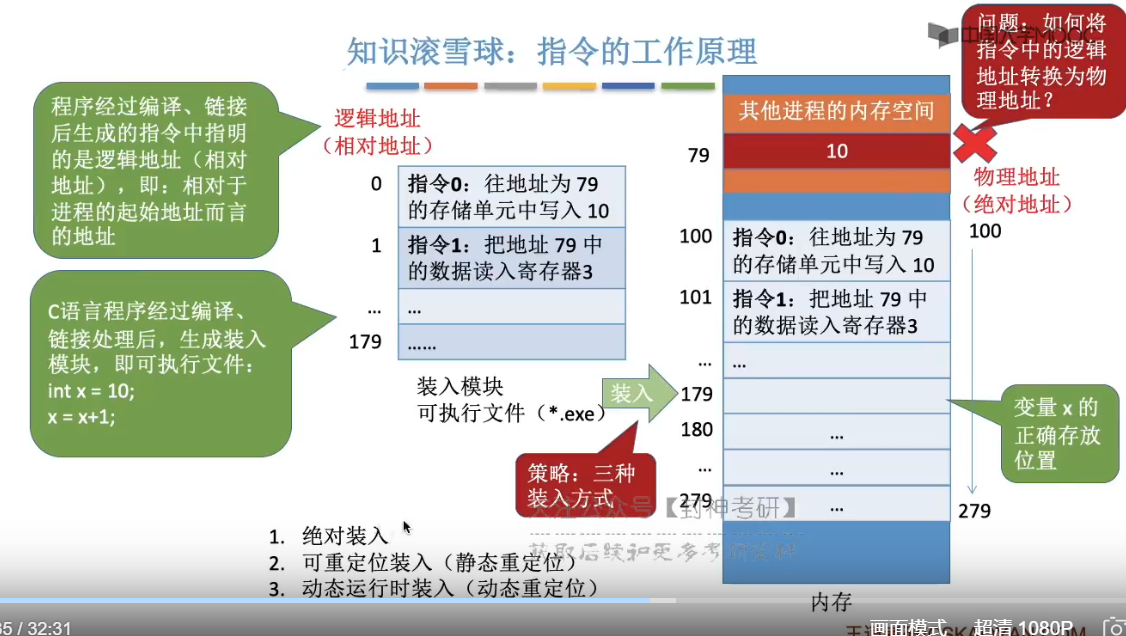 知识滚雪球：指令的工作原理
问题：如何将
指令中的逻辑
地址转换为物
理地址？
程序经过编译、链接
后生成的指令中指明
的是逻辑地址（相对
地址），即：相对于
进程的起始地址而言
的地址
C语言程序经过编译、
链接处理后，生成装入
模块，即可执行文件：
int x = 10;
x = x+1;
逻辑地址
（相对地址）
0
指令0：往地址为 79
的存储单元中写入 10
1
指令1：把地址 79 中
的数据读入寄存器3
...
...
179
......
装入模块
可执行文件（*.exe）
装入
策略：三种
装入方式
1. 绝对装入
2. 可重定位装入（静态重定位）
3. 动态运行时装入（动态重定位）
其他进程的内存空间
79
10
100
指令0：往地址为 79
的存储单元中写入 10
101
指令1：把地址 79 中
的数据读入寄存器3
...
...
179
180
...
...
...
279
...
内存
物理地址
（绝对地址）
100
279
变量 x 的
正确存放
位置
中国大学MOOC
关注公众号【封神考研】
35 / 32:31
画面模式
超清 1080P